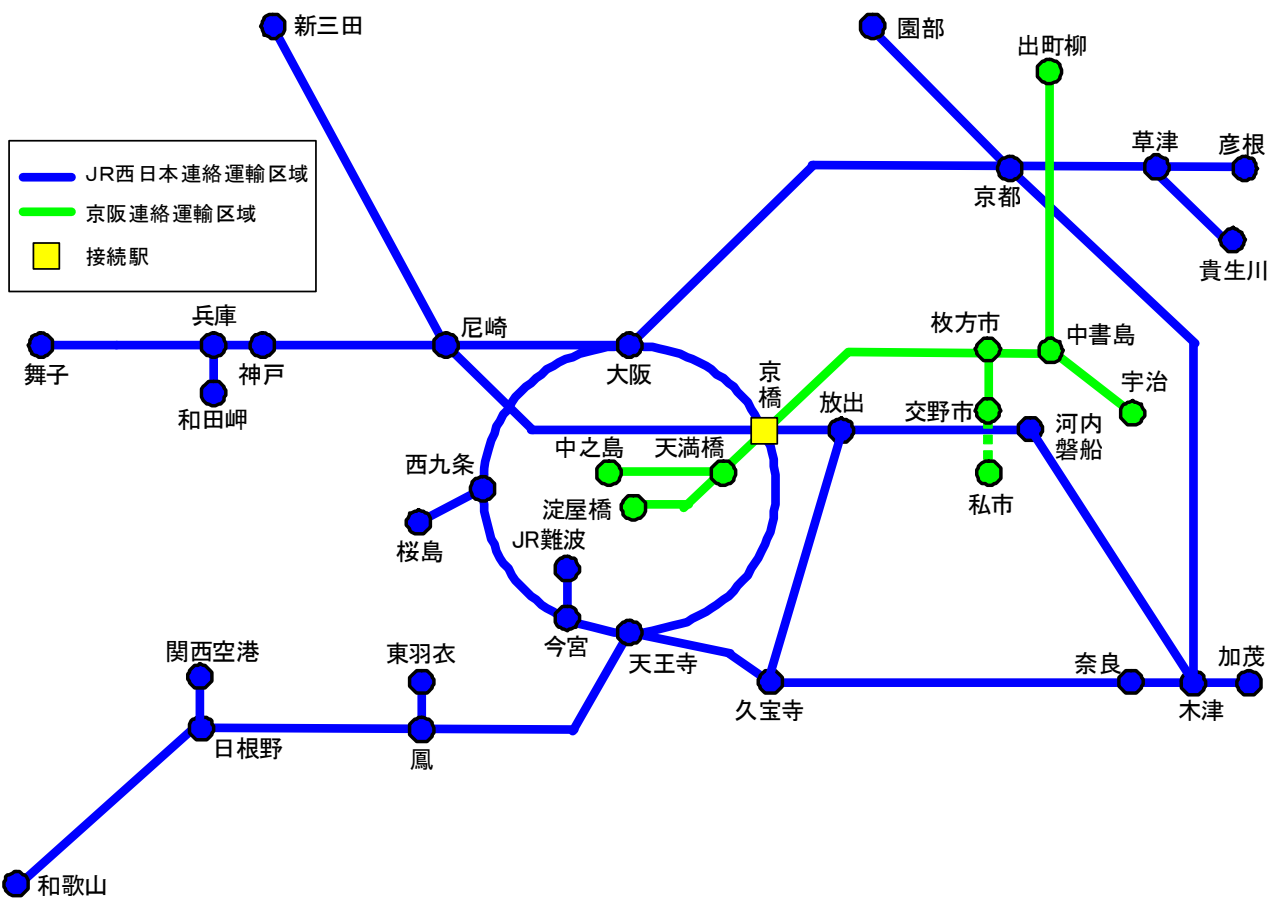 新三田
園部
出町柳
草津
彦根
JR西日本連絡運輸区域
京阪連絡運輸区域
接続駅
京都
貴生川
兵庫
尼崎
枚方市
中書島
舞子
神戸
大阪
京
橋
宇治
和田岬
放出
交野市
河内
磐船
中之島
天満橋
西九条
私市
淀屋橋
桜島
JR難波
今宮
天王寺
関西空港
東羽衣
奈良
加茂
久宝寺
木津
日根野
鳳
和歌山